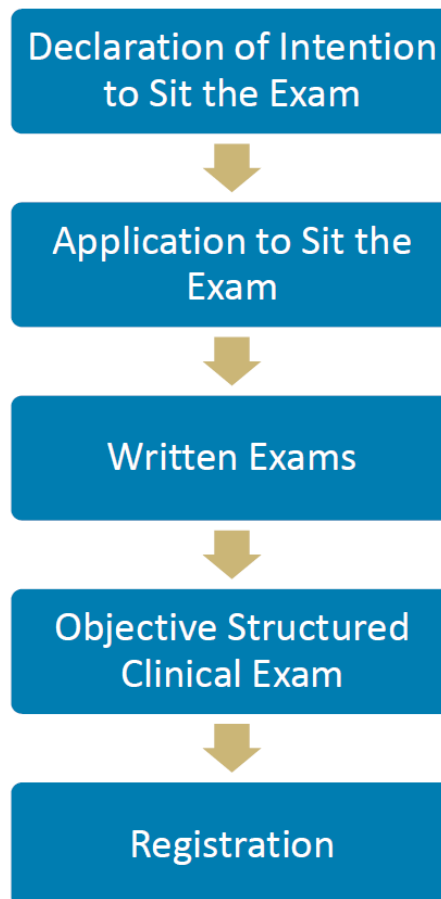 Declaration of Intention
to Sit the Exam
Application to Sit the
Exam
Written Exams
Objective Structured
Clinical Exam
Registration